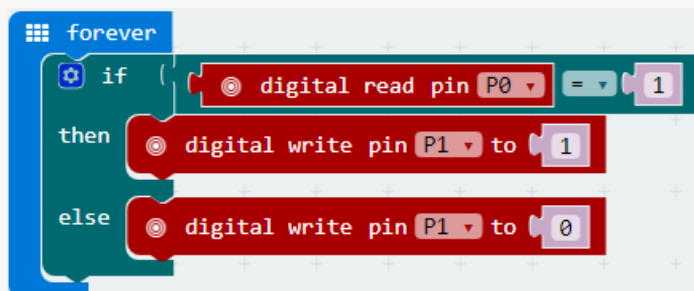 forever
if digital read pin P0 = 1
then digital write pin P1 to 1
else digital write pin P1 to 0